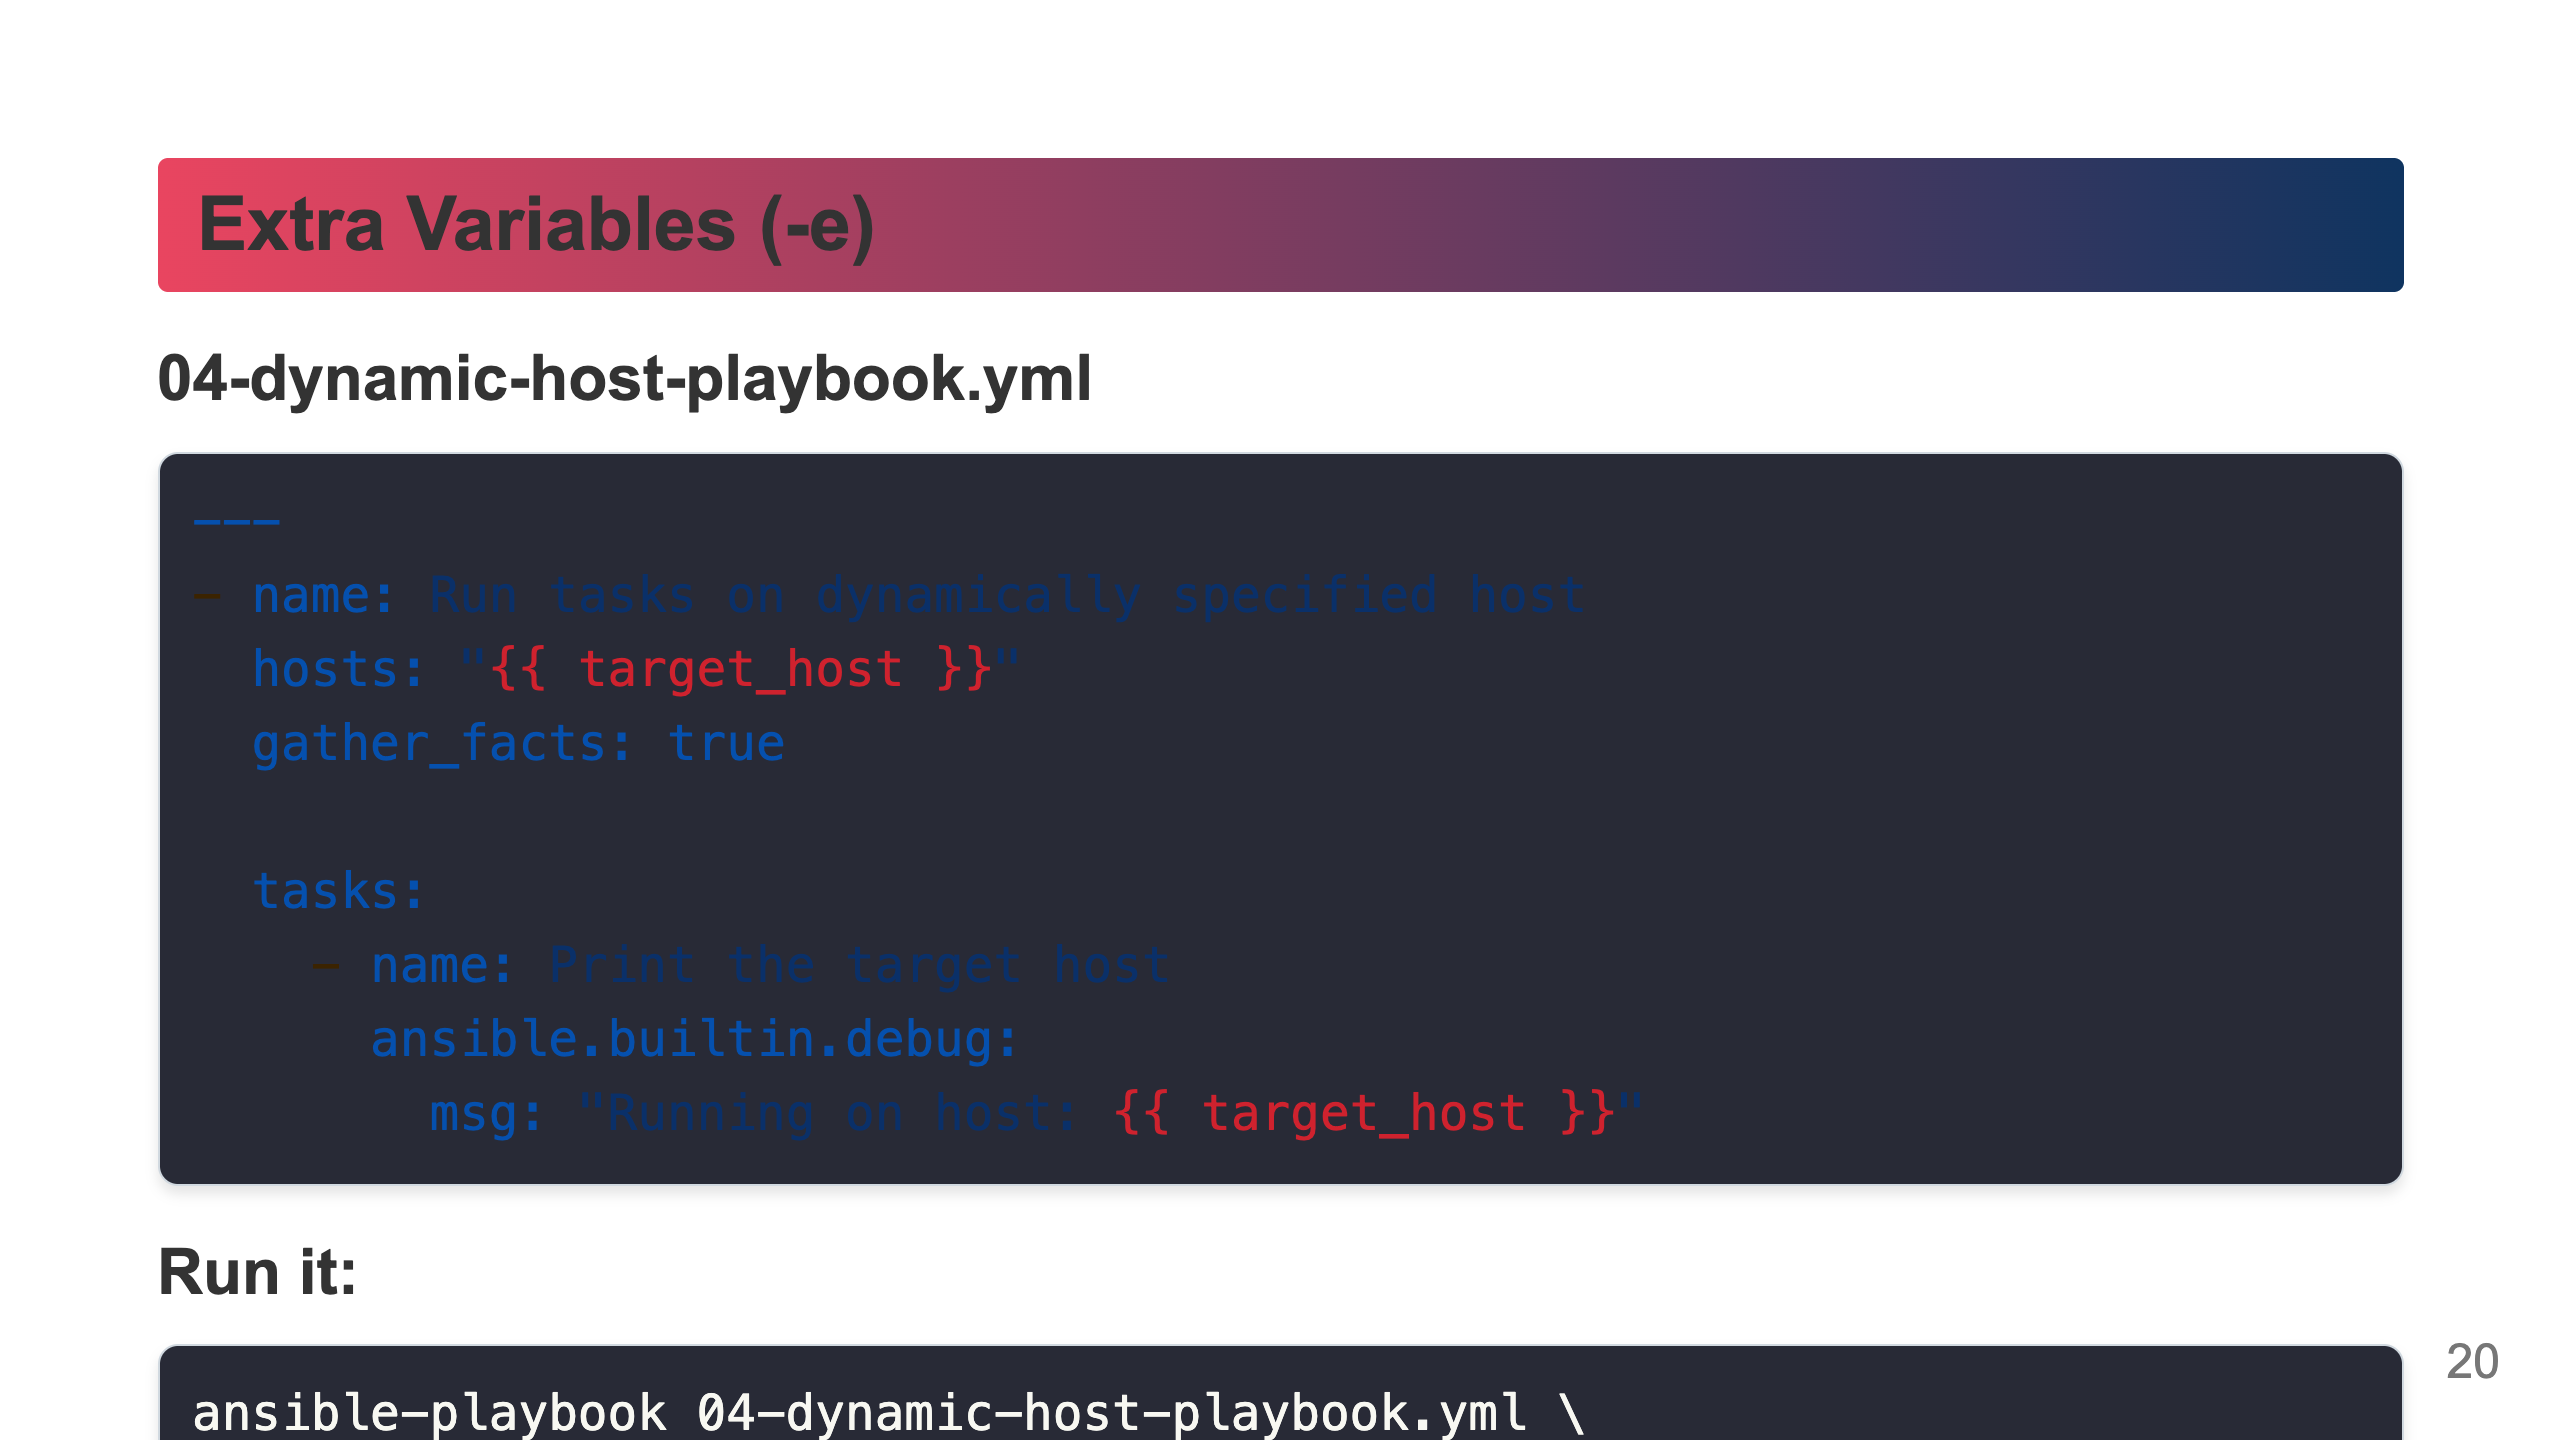 Extra Variables (-e)
04-dynamic-host-playbook.yml
---
- name: Run tasks on dynamically specified host
  hosts: "{{ target_host }}"
  gather_facts: true

  tasks:
    - name: Print the target host
      ansible.builtin.debug:
        msg: "Running on host: {{ target_host }}"
Run it:
ansible-playbook 04-dynamic-host-playbook.yml \
20